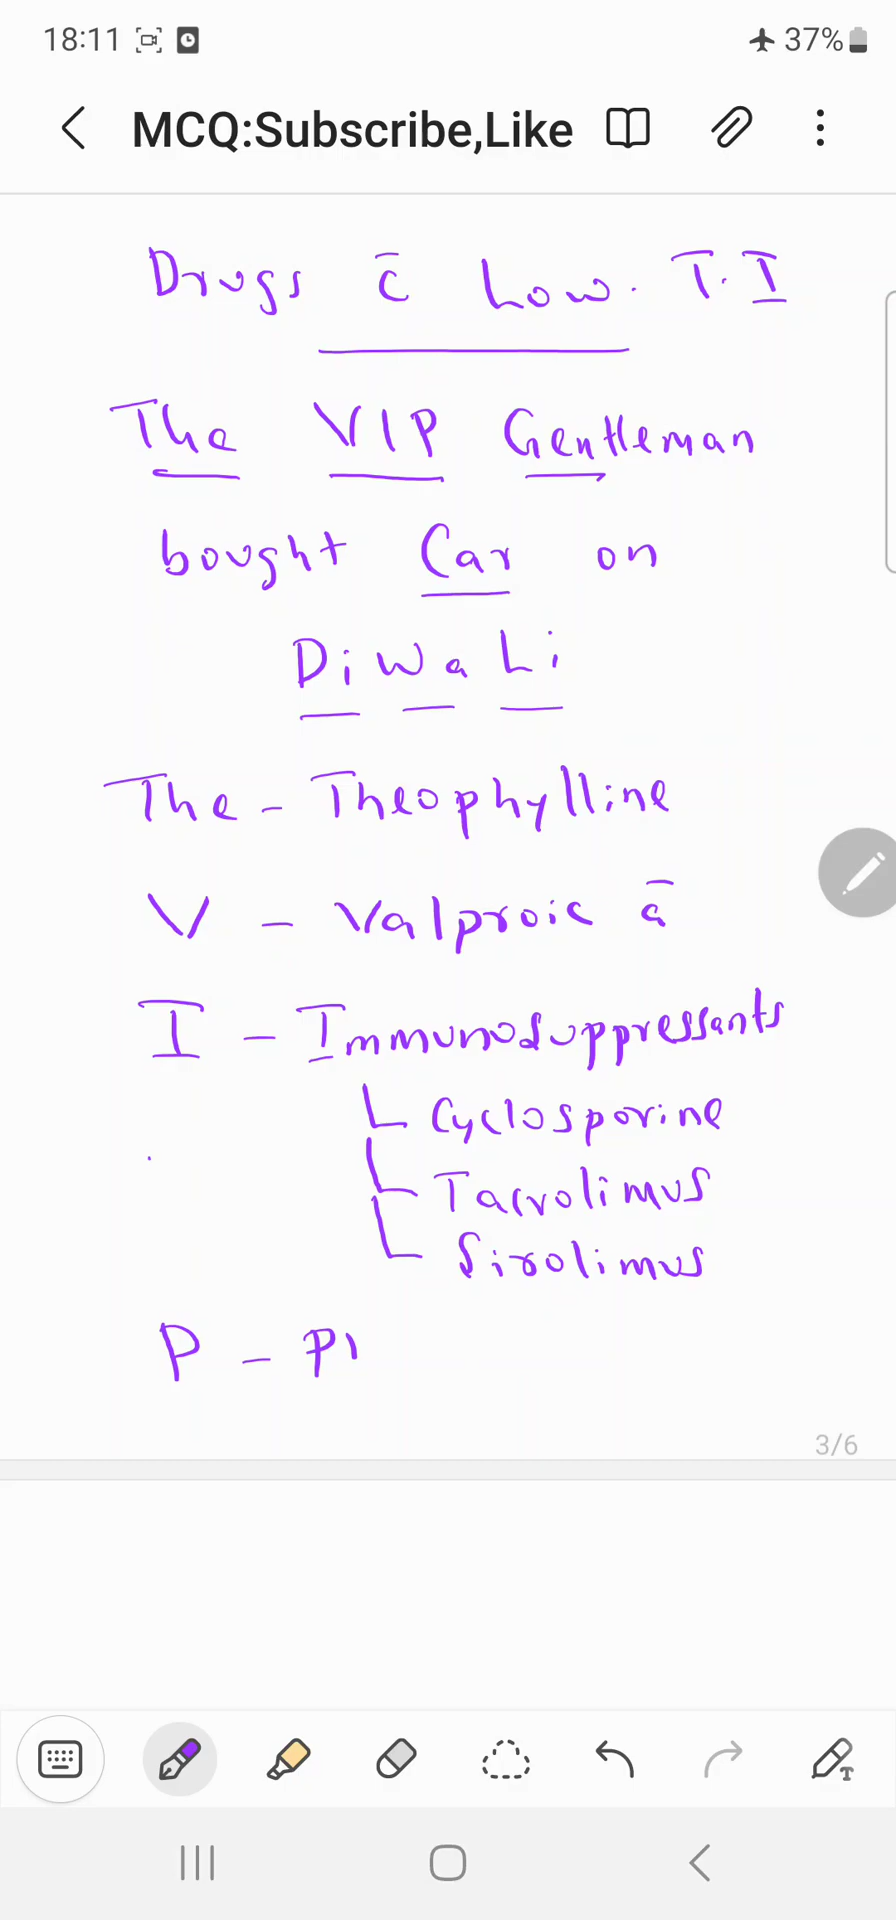 18:11 37%
MCQ:Subscribe,Like
Drugs c̄ Low. T.I
The VIP Gentleman
bought Car on
DiWaLi
The - Theophylline
V - Valproic ā
I - Immunosuppressants
Cyclosporine
Tacrolimus
Sirolimus
P - Ph
3/6
T